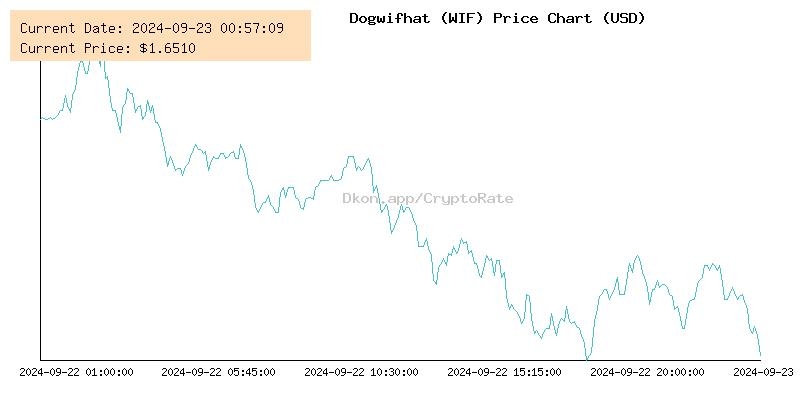 Dogwifhat (WIF) Price Chart (USD)
Current Date: 2024-09-23 00:57:09
Current Price: $1.6510
Dkon.app/CryptoRate
2024-09-22 01:00:00 2024-09-22 05:45:00 2024-09-22 10:30:00 2024-09-22 15:15:00 2024-09-22 20:00:00 2024-09-23